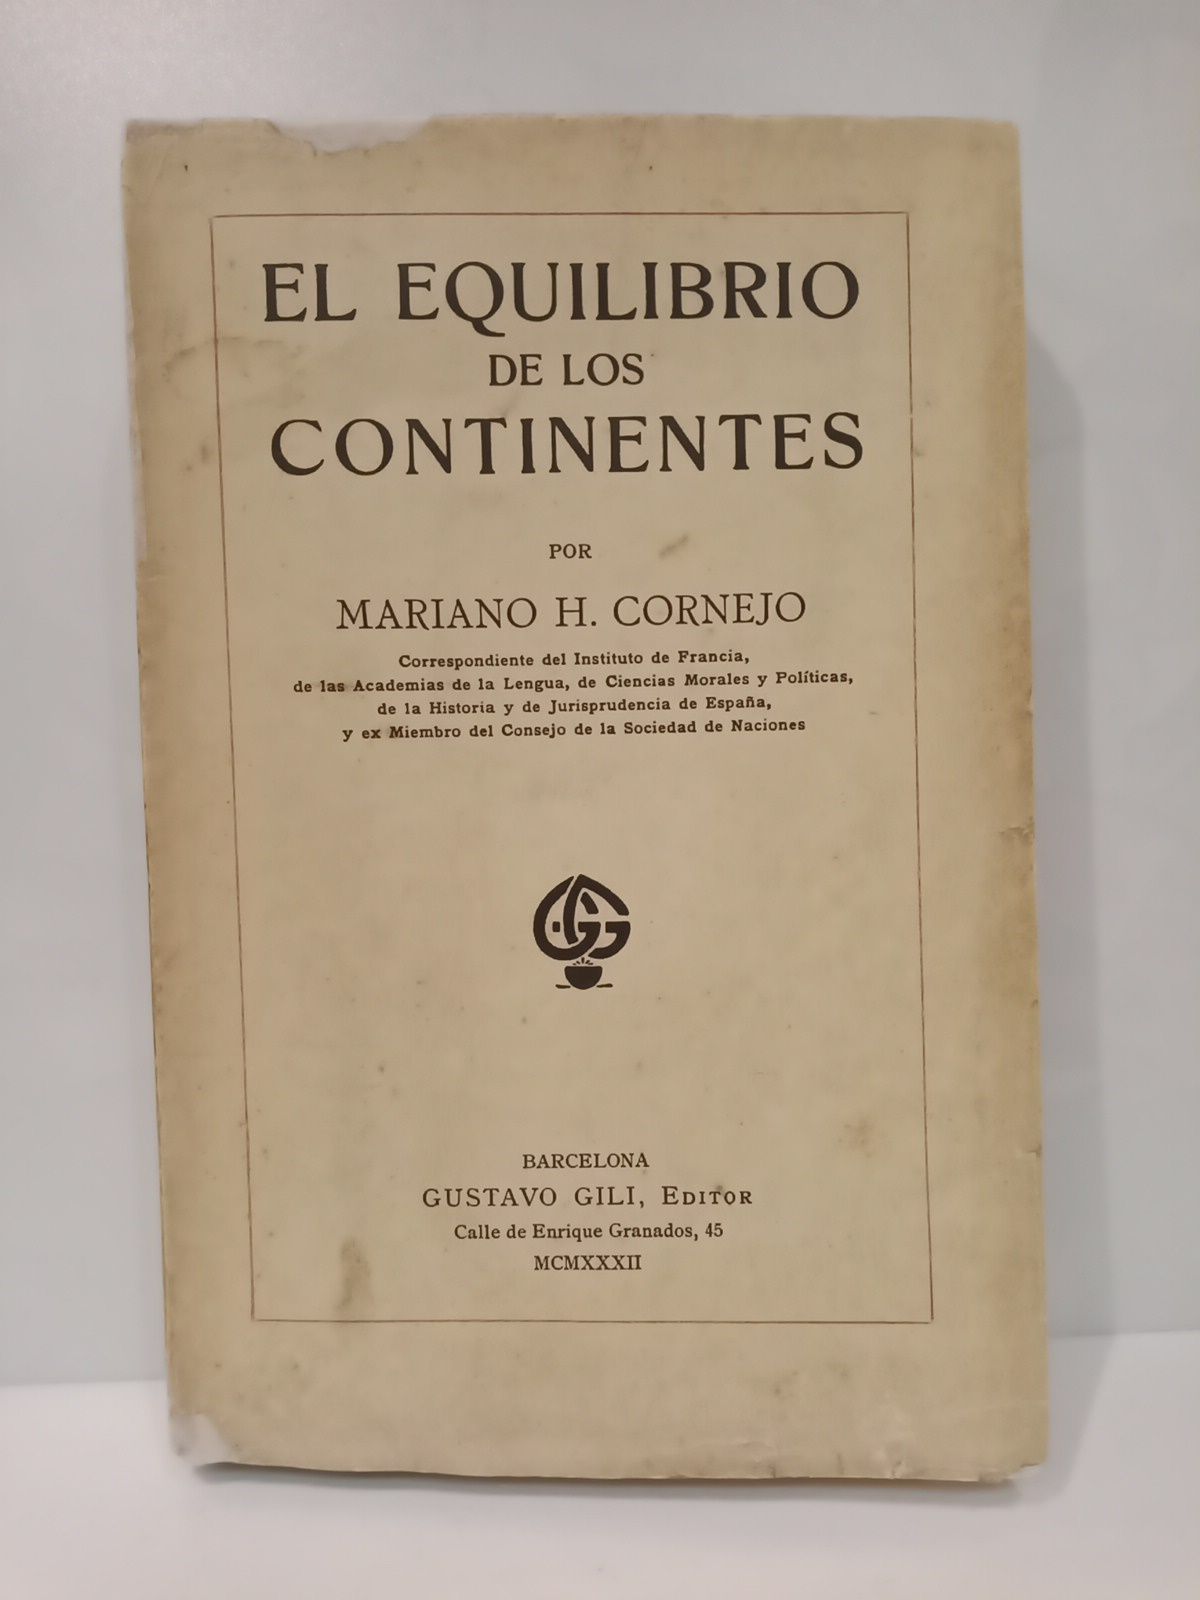 EL EQUILIBRIO
DE LOS
CONTINENTES
POR
MARIANO H. CORNEJO
Correspondiente del Instituto de Francia,
de las Academias de la Lengua, de Ciencias Morales y Políticas,
de la Historia y de Jurisprudencia de España,
y ex Miembro del Consejo de la Sociedad de Naciones
GG
BARCELONA
GUSTAVO GILI, EDITOR
Calle de Enrique Granados, 45
MCMXXXII